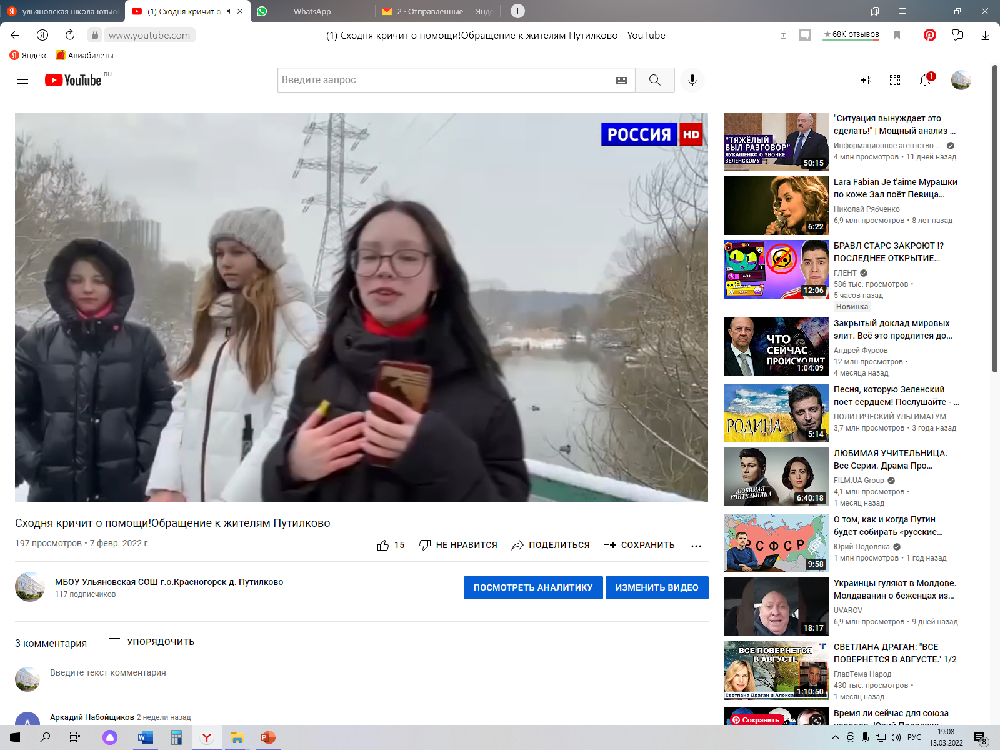 ульяновская школа ютью
(1) Сходня кричит о
WhatsApp
2 · Отправленные — Янде
www.youtube.com
(1) Сходня кричит о помощи!Обращение к жителям Путилково - YouTube
★ 68K отзывов
Яндекс
Авиабилеты
YouTube RU
Введите запрос
1
РОССИЯ HD
Сходня кричит о помощи!Обращение к жителям Путилково
197 просмотров • 7 февр. 2022 г.
15
НЕ НРАВИТСЯ
ПОДЕЛИТЬСЯ
СОХРАНИТЬ
МБОУ Ульяновская СОШ г.о.Красногорск д. Путилково
117 подписчиков
ПОСМОТРЕТЬ АНАЛИТИКУ
ИЗМЕНИТЬ ВИДЕО
3 комментария
УПОРЯДОЧИТЬ
Введите текст комментария
Аркадий Набойщиков 2 недели назад
"ТЯЖЁЛЫЙ
БЫЛ РАЗГОВОР"
ЛУКАШЕНКО О ЗВОНКЕ
ЗЕЛЕНСКОМУ
50:15
"Ситуация вынуждает это
сделать!" | Мощный анализ ...
Информационное агентство ...
4 млн просмотров • 11 дней назад
6:22
Lara Fabian Je t'aime Мурашки
по коже Зал поёт Певица...
Николай Рябченко
6,9 млн просмотров • 8 лет назад
12:06
БРАВЛ СТАРС ЗАКРОЮТ !?
ПОСЛЕДНЕЕ ОТКРЫТИЕ...
ГЛЕНТ
586 тыс. просмотров •
5 часов назад
Новинка
ЧТО
СЕЙЧАС
ПРОИСХОДИТ
1:04:09
Закрытый доклад мировых
элит. Всё это продлится до...
Андрей Фурсов
12 млн просмотров •
4 месяца назад
РОДИНА
5:14
Песня, которую Зеленский
поет сердцем! Послушайте - ...
ПОЛИТИЧЕСКИЙ УЛЬТИМАТУМ
3,7 млн просмотров • 3 года назад
ЛЮБИМАЯ
УЧИТЕЛЬНИЦА
6:40:18
ЛЮБИМАЯ УЧИТЕЛЬНИЦА.
Все Серии. Драма Про...
FILM.UA Group
4,1 млн просмотров •
1 месяц назад
РСФСР
ДВР
9:58
О том, как и когда Путин
будет собирать «русские...
Юрий Подоляка
1 млн просмотров • 1 год назад
18:17
Украинцы гуляют в Молдове.
Молдаванин о беженцах из...
UVAROV
6,9 млн просмотров • 9 дней назад
ВСЕ ПОВЕРНЕТСЯ
В АВГУСТЕ
Светлана Драган и
1:10:50
СВЕТЛАНА ДРАГАН: "ВСЕ
ПОВЕРНЕТСЯ В АВГУСТЕ." 1/2
ГлавТема Народ
430 тыс. просмотров •
1 месяц назад
Сохранить
Время ли сейчас для союза
РУС
19:08
13.03.2022
8